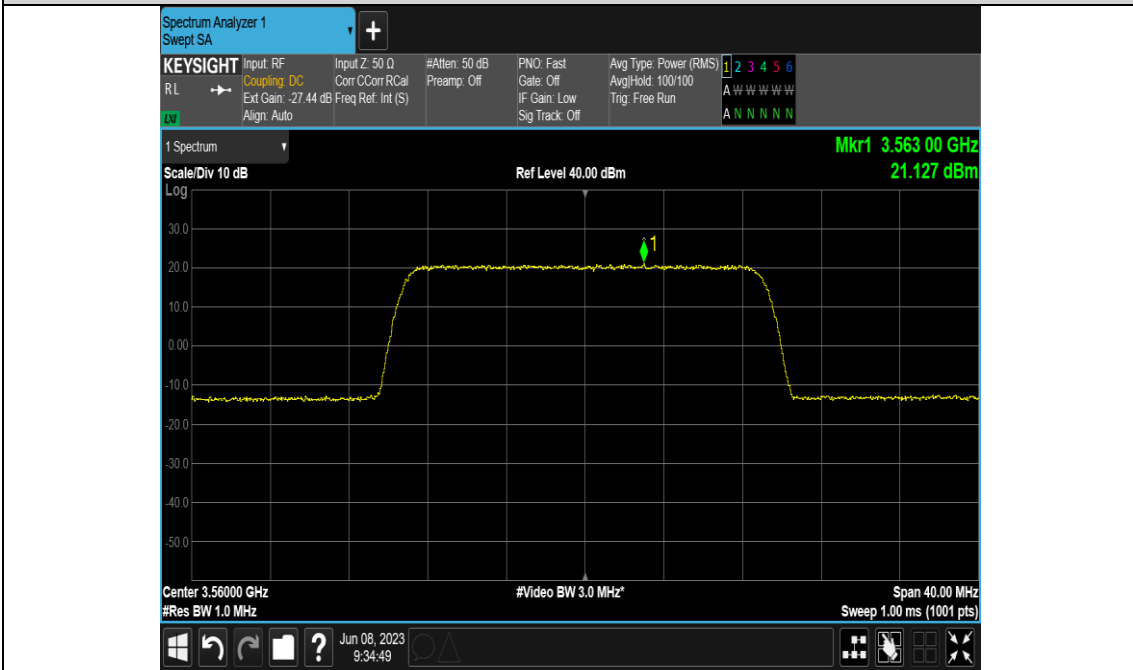 Spectrum Analyzer 1
Swept SA
+
KEYSIGHT
RL
LXI
Input: RF
Coupling: DC
Ext Gain: -27.44 dB
Align: Auto
Input Z: 50 Ω
Corr CCorr RCal
Freq Ref: Int (S)
#Atten: 50 dB
Preamp: Off
PNO: Fast
Gate: Off
IF Gain: Low
Sig Track: Off
Avg Type: Power (RMS)
Avg|Hold: 100/100
Trig: Free Run
1 2 3 4 5 6
A W W W W W
A N N N N N
1 Spectrum
Mkr1 3.563 00 GHz
Scale/Div 10 dB
Ref Level 40.00 dBm
21.127 dBm
Log
30.0
1
20.0
10.0
0.00
-10.0
-20.0
-30.0
-40.0
-50.0
Center 3.56000 GHz
#Video BW 3.0 MHz*
Span 40.00 MHz
#Res BW 1.0 MHz
Sweep 1.00 ms (1001 pts)
?
Jun 08, 2023
9:34:49